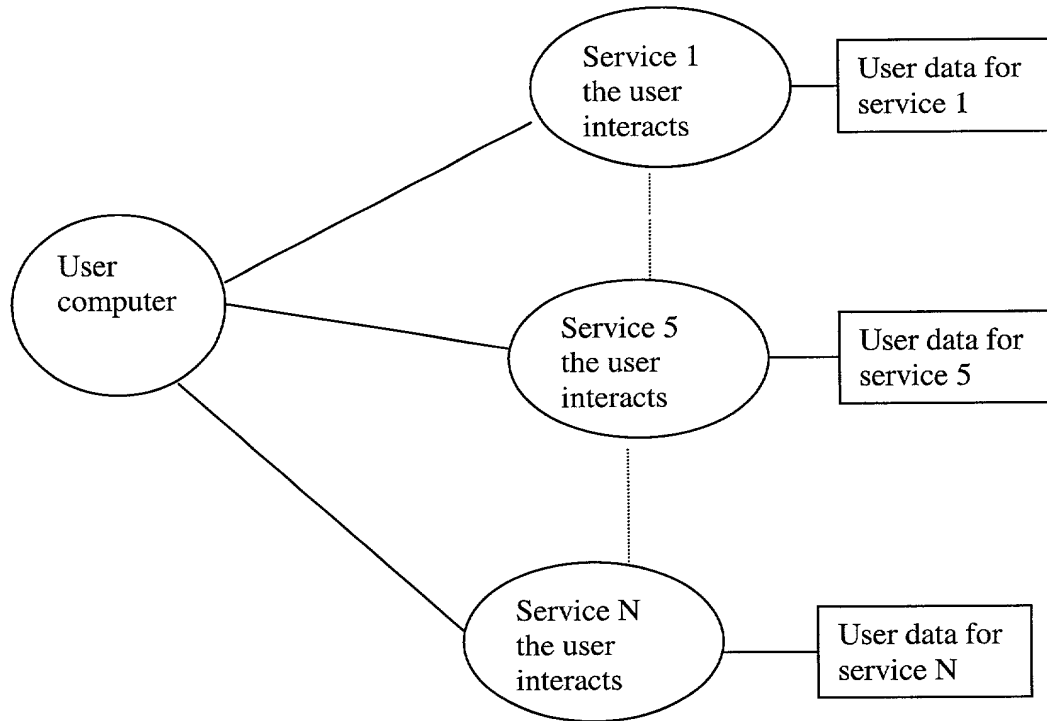 Service 1
the user
interacts
User data for
service 1
User
computer
Service 5
the user
interacts
User data for
service 5
Service N
the user
interacts
User data for
service N